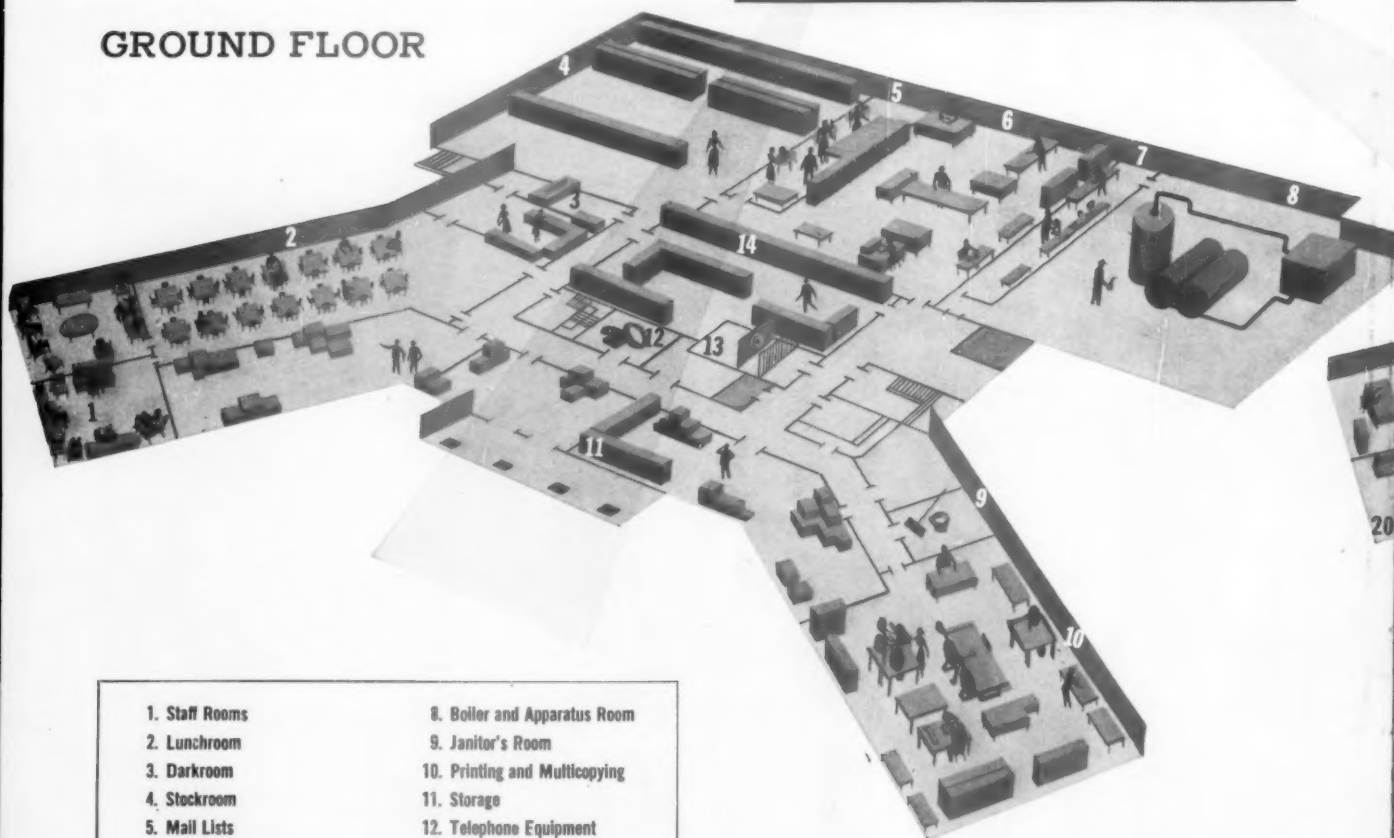 GROUND FLOOR
4
5
6
7
8
3
2
14
12
13
1
11
9
10
20
1. Staff Rooms
2. Lunchroom
3. Darkroom
4. Stockroom
5. Mail Lists
8. Boiler and Apparatus Room
9. Janitor's Room
10. Printing and Multicopying
11. Storage
12. Telephone Equipment